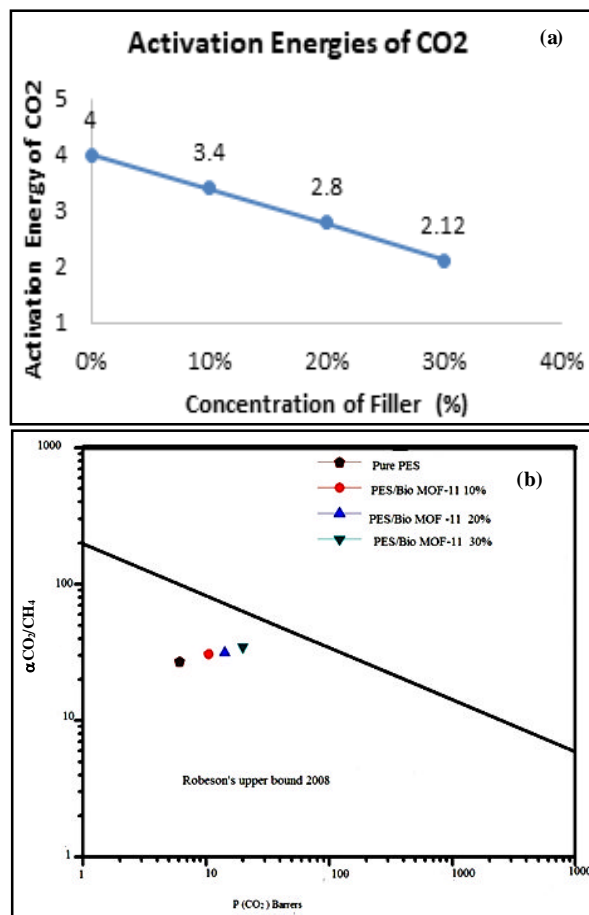 Activation Energies of CO2
(a)
Activation Energy of CO2
5
4
3
2
1
4
3.4
2.8
2.12
0%
10%
20%
30%
40%
Concentration of Filler (%)
(b)
1000
100
10
1
αCO₂/CH₄
Pure PES
PES/Bio MOF-11 10%
PES/Bio MOF -11 20%
PES/Bio MOF-11 30%
Robeson's upper bound 2008
1
10
100
1000
1000
P (CO₂ ) Barrers